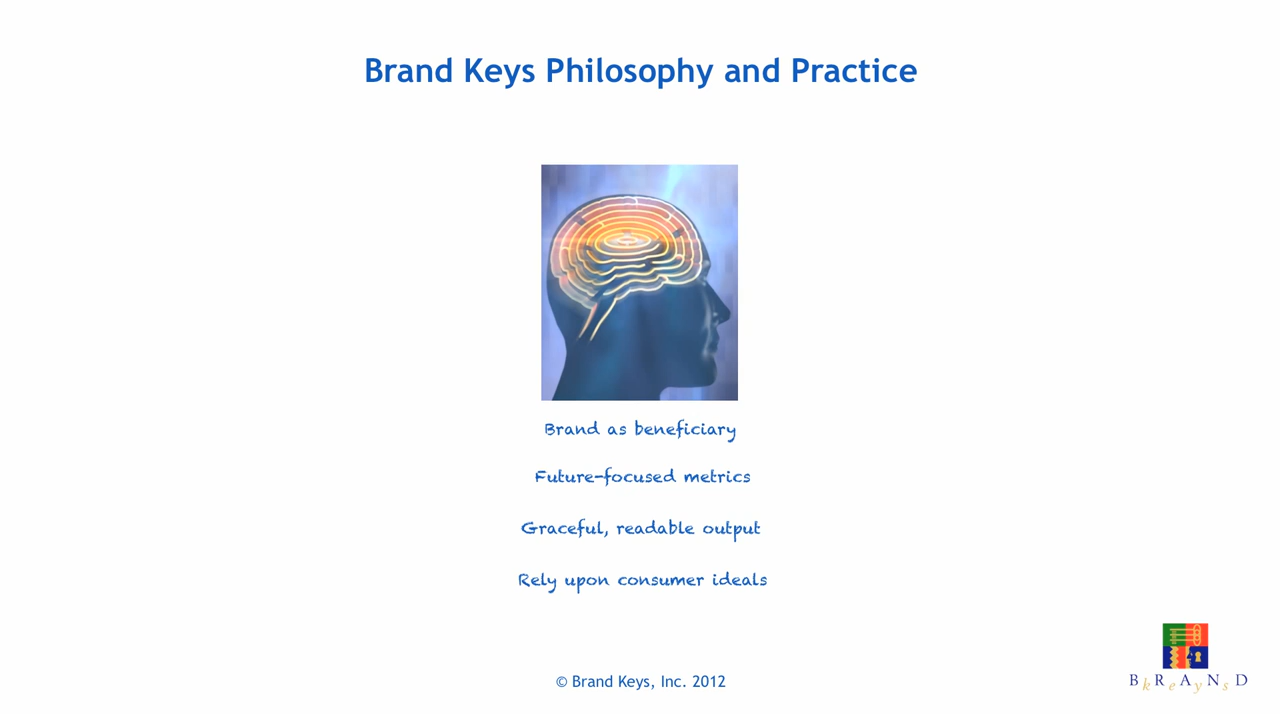 Brand Keys Philosophy and Practice
Brand as beneficiary
Future-focused metrics
Graceful, readable output
Rely upon consumer ideals
© Brand Keys, Inc. 2012
BkReAyNsD